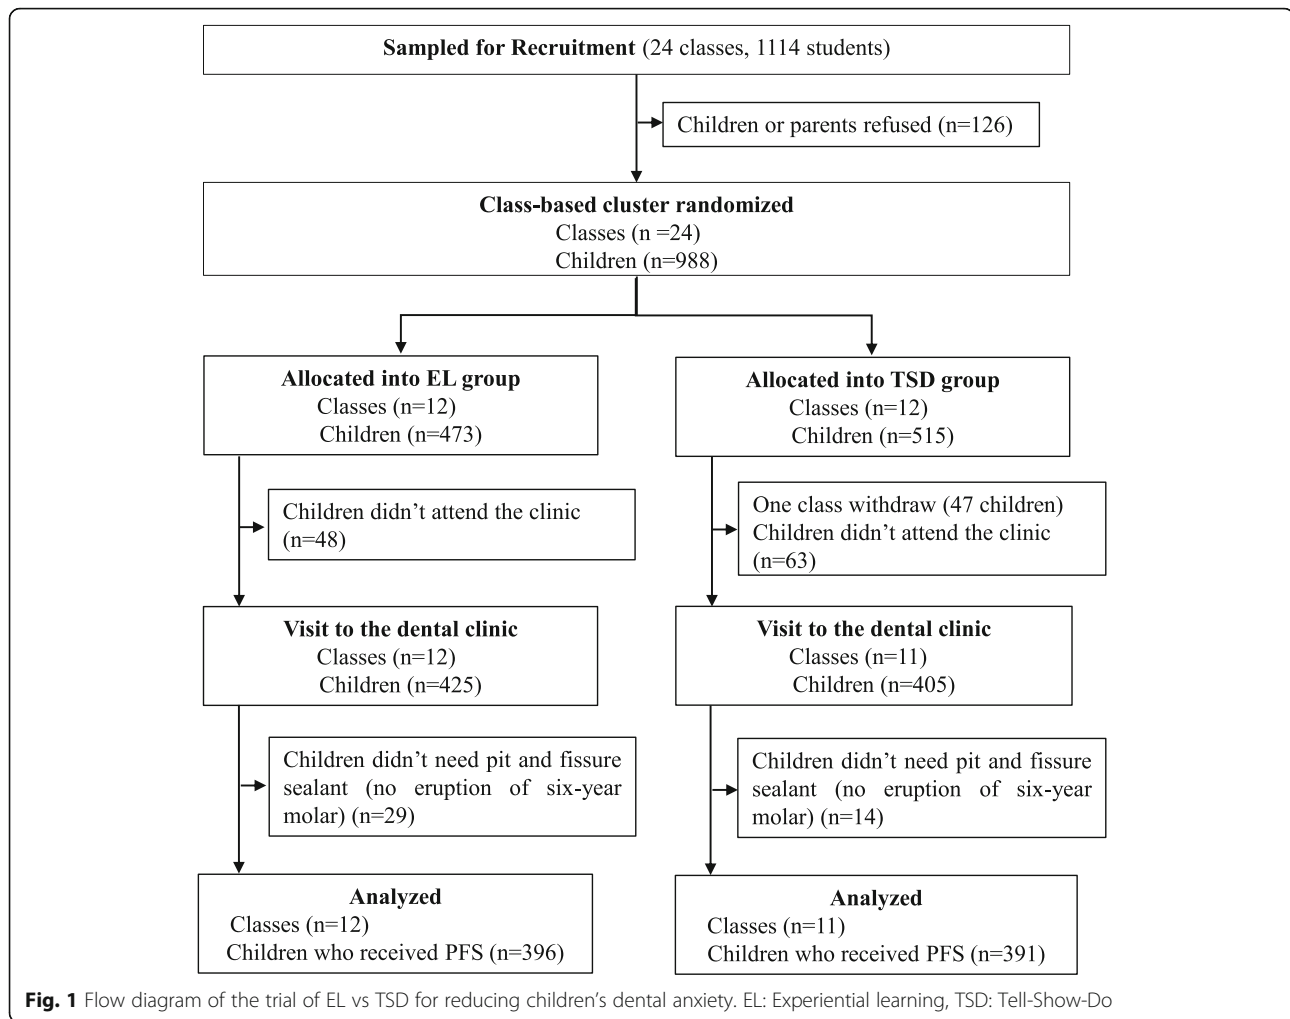 Sampled for Recruitment (24 classes, 1114 students)
Children or parents refused (n=126)
Class-based cluster randomized
Classes (n =24)
Children (n=988)
Allocated into EL group
Classes (n=12)
Children (n=473)
Allocated into TSD group
Classes (n=12)
Children (n=515)
Children didn't attend the clinic
(n=48)
One class withdraw (47 children)
Children didn't attend the clinic
(n=63)
Visit to the dental clinic
Classes (n=12)
Children (n=425)
Visit to the dental clinic
Classes (n=11)
Children (n=405)
Children didn't need pit and fissure
sealant (no eruption of six-year
molar) (n=29)
Children didn't need pit and fissure
sealant (no eruption of six-year
molar) (n=14)
Analyzed
Classes (n=12)
Children who received PFS (n=396)
Analyzed
Classes (n=11)
Children who received PFS (n=391)
Fig. 1 Flow diagram of the trial of EL vs TSD for reducing children's dental anxiety. EL: Experiential learning, TSD: Tell-Show-Do